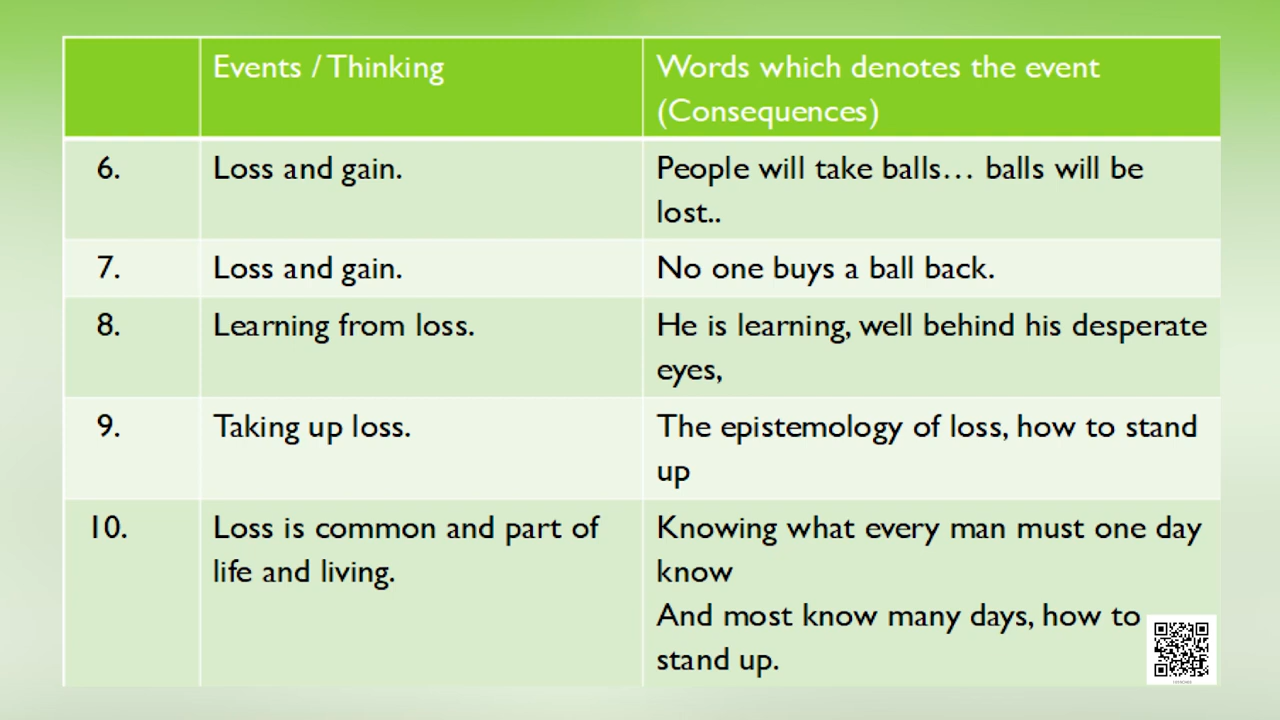 Events / Thinking
Words which denotes the event
(Consequences)
6.
Loss and gain.
People will take balls… balls will be
lost..
7.
Loss and gain.
No one buys a ball back.
8.
Learning from loss.
He is learning, well behind his desperate
eyes,
9.
Taking up loss.
The epistemology of loss, how to stand
up
10.
Loss is common and part of
life and living.
Knowing what every man must one day
know
And most know many days, how to
stand up.